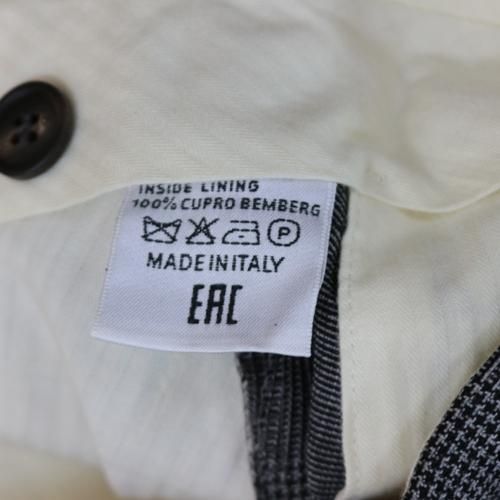 INSIDE LINING
100% CUPRO BEMBERG
P
MADE IN ITALY
EAC